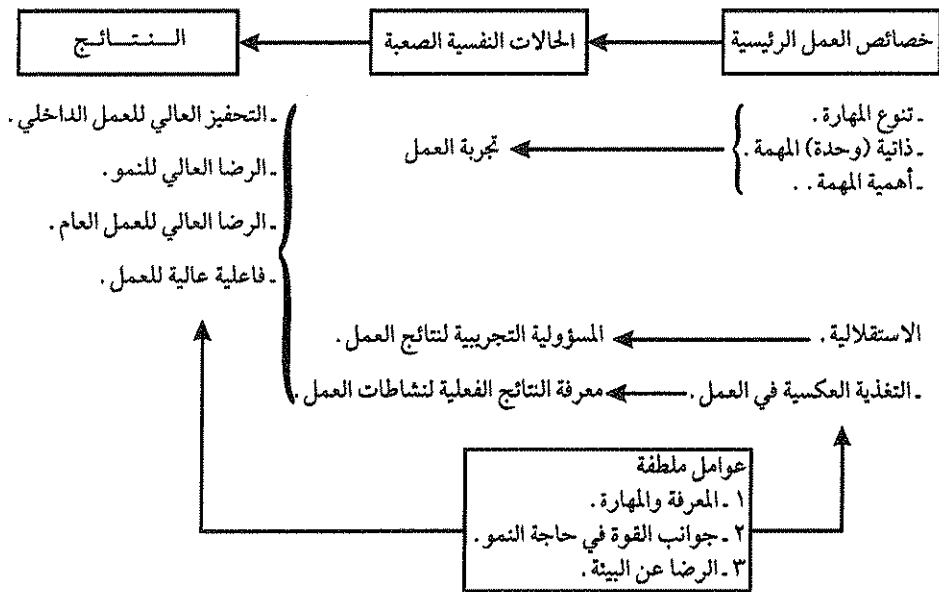 خصائص العمل الرئيسية
الحالات النفسية الصعبة
الـنـتـائـج
ـ تنوع المهارة .
ـ ذاتية (وحدة) المهمة .
ـ أهمية المهمة . .
تجربة العمل
ـ التحفيز العالي للعمل الداخلي .
ـ الرضا العالي للنمو .
ـ الرضا العالي للعمل العام .
ـ فاعلية عالية للعمل .
الاستقلالية .
المسؤولية التجريبية لنتائج العمل .
ـ التغذية العكسية في العمل .
معرفة النتائج الفعلية لنشاطات العمل .
عوامل ملطفة
١ ـ المعرفة والمهارة .
٢ ـ جوانب القوة في حاجة النمو .
٣ ـ الرضا عن البيئة .